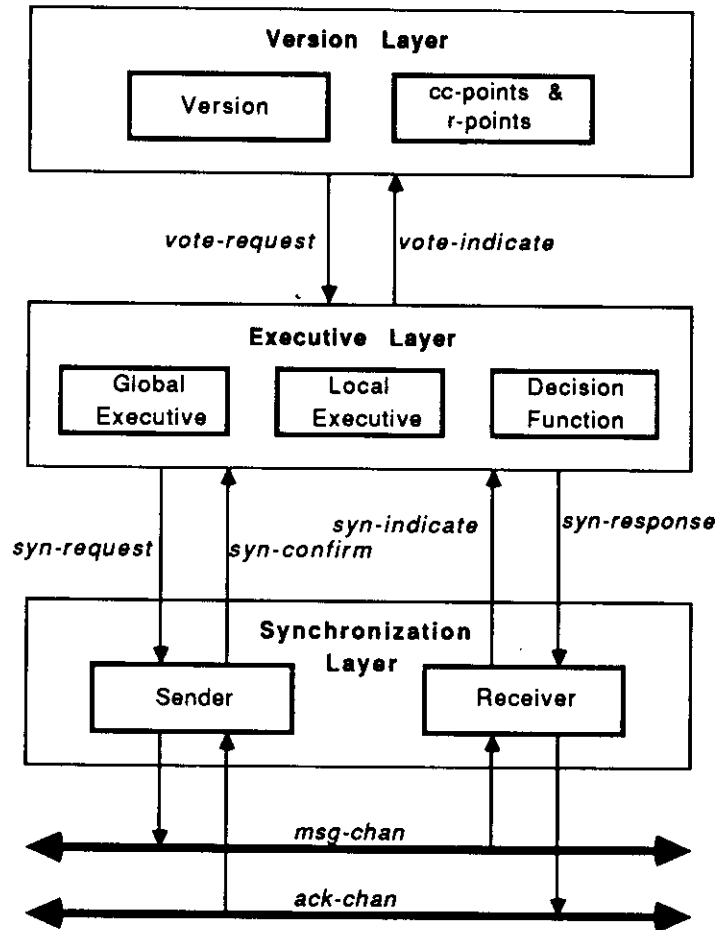 Version Layer
Version
cc-points &
r-points
vote-request
vote-indicate
Executive Layer
Global
Executive
Local
Executive
Decision
Function
syn-request
syn-confirm
syn-indicate
syn-response
Synchronization
Layer
Sender
Receiver
msg-chan
ack-chan